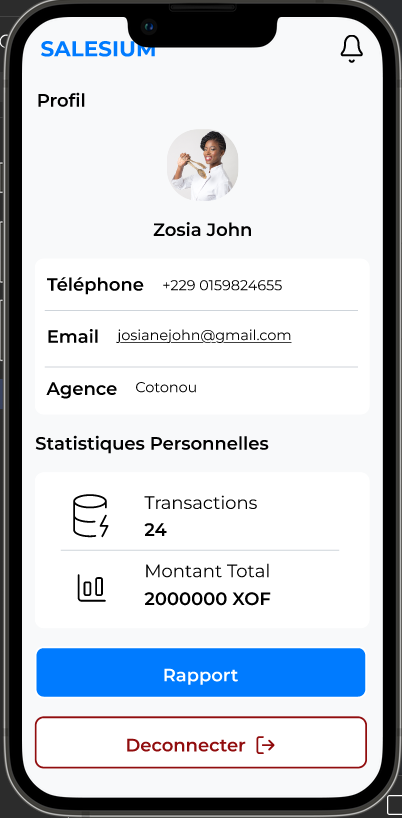 SALESIUM
Profil
Zosia John
Téléphone +229 0159824655
Email josianejohn@gmail.com
Agence Cotonou
Statistiques Personnelles
Transactions
24
Montant Total
2000000 XOF
Rapport
Deconnecter